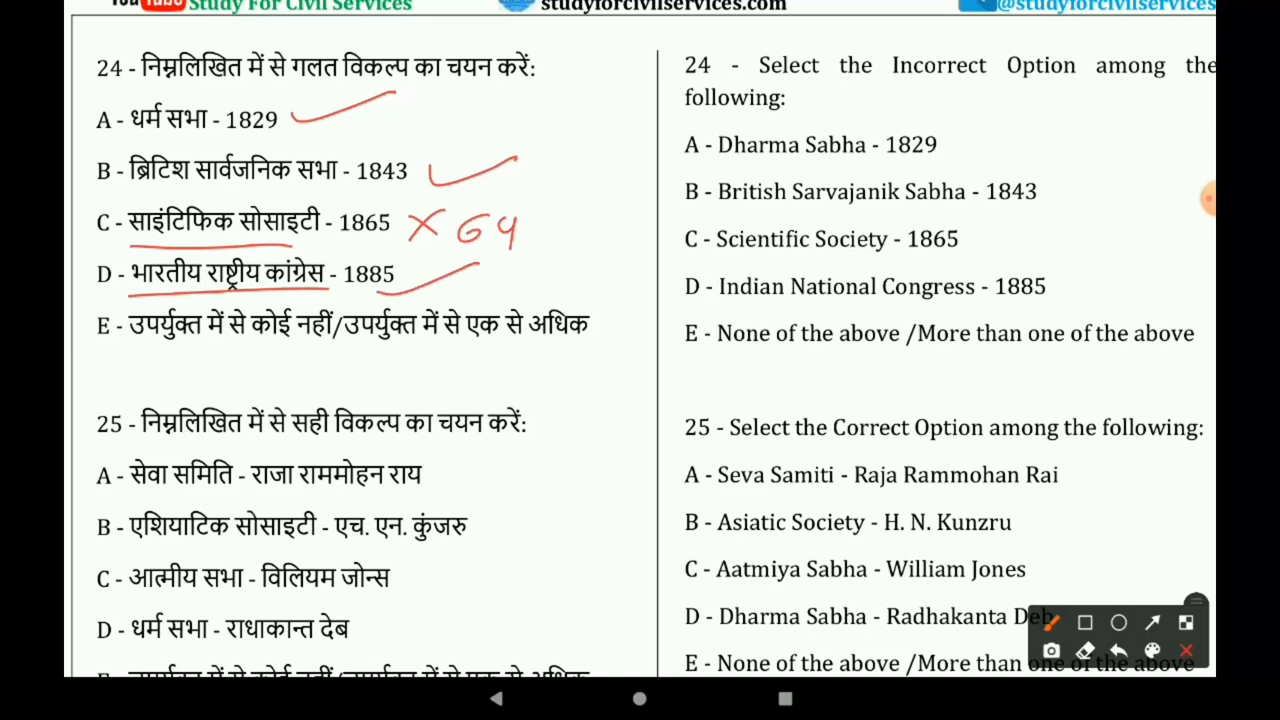 YouTube Study For Civil Services
studyforcivilservices.com
@studyforcivilservices
24 - निम्नलिखित में से गलत विकल्प का चयन करें:
A - धर्म सभा - 1829
B - ब्रिटिश सार्वजनिक सभा - 1843
C - साइंटिफिक सोसाइटी - 1865 X 64
D - भारतीय राष्ट्रीय कांग्रेस - 1885
E - उपर्युक्त में से कोई नहीं/उपर्युक्त में से एक से अधिक
25 - निम्नलिखित में से सही विकल्प का चयन करें:
A - सेवा समिति - राजा राममोहन राय
B - एशियाटिक सोसाइटी - एच. एन. कुंजरु
C - आत्मीय सभा - विलियम जोन्स
D - धर्म सभा - राधाकान्त देब
E - उपर्युक्त में से कोई नहीं/उपर्युक्त में से एक से अधिक
24 - Select the Incorrect Option among the
following:
A - Dharma Sabha - 1829
B - British Sarvajanik Sabha - 1843
C - Scientific Society - 1865
D - Indian National Congress - 1885
E - None of the above /More than one of the above
25 - Select the Correct Option among the following:
A - Seva Samiti - Raja Rammohan Rai
B - Asiatic Society - H. N. Kunzru
C - Aatmiya Sabha - William Jones
D - Dharma Sabha - Radhakanta Deb
E - None of the above /More than one of the above